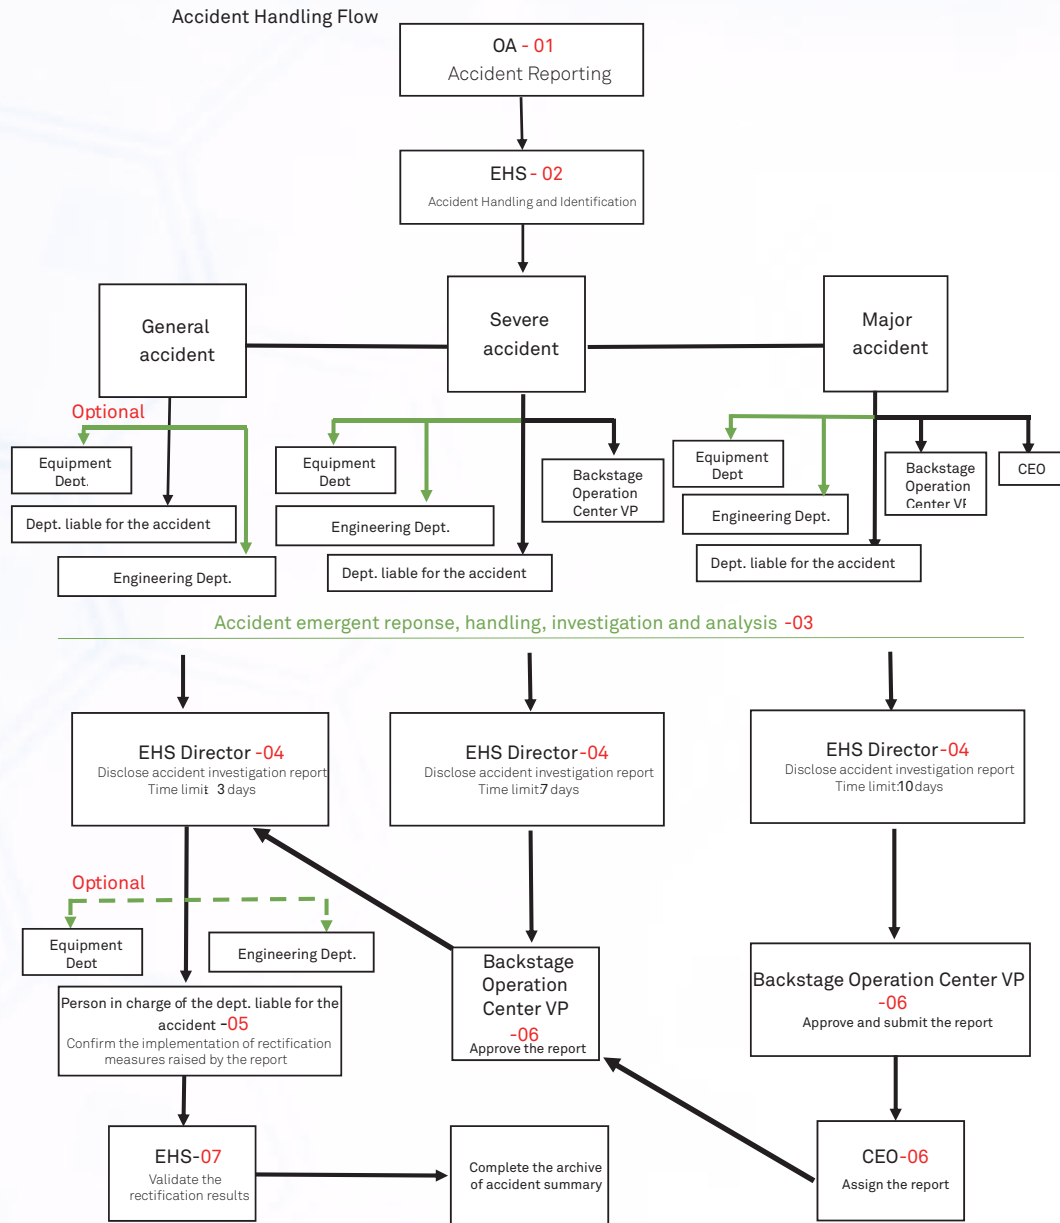 Accident Handling Flow
OA - 01
Accident Reporting
EHS - 02
Accident Handling and Identification
General
accident
Severe
accident
Major
accident
Optional
Equipment
Dept.
Dept. liable for the accident
Engineering Dept.
Equipment
Dept
Engineering Dept.
Backstage
Operation
Center VP
Dept. liable for the accident
Equipment
Dept
Engineering Dept.
Backstage
Operation
Center VP
CEO
Dept. liable for the accident
Accident emergent reponse, handling, investigation and analysis -03
EHS Director-04
Disclose accident investigation report
Time limit: 3 days
EHS Director-04
Disclose accident investigation report
Time limit:7 days
EHS Director-04
Disclose accident investigation report
Time limit:10 days
Optional
Equipment
Dept
Engineering Dept.
Person in charge of the dept. liable for the
accident -05
Confirm the implementation of rectification
measures raised by the report
Backstage
Operation
Center VP
-06
Approve the report
Backstage Operation Center VP
-06
Approve and submit the report
EHS-07
Validate the
rectification results
Complete the archive
of accident summary
CEO-06
Assign the report